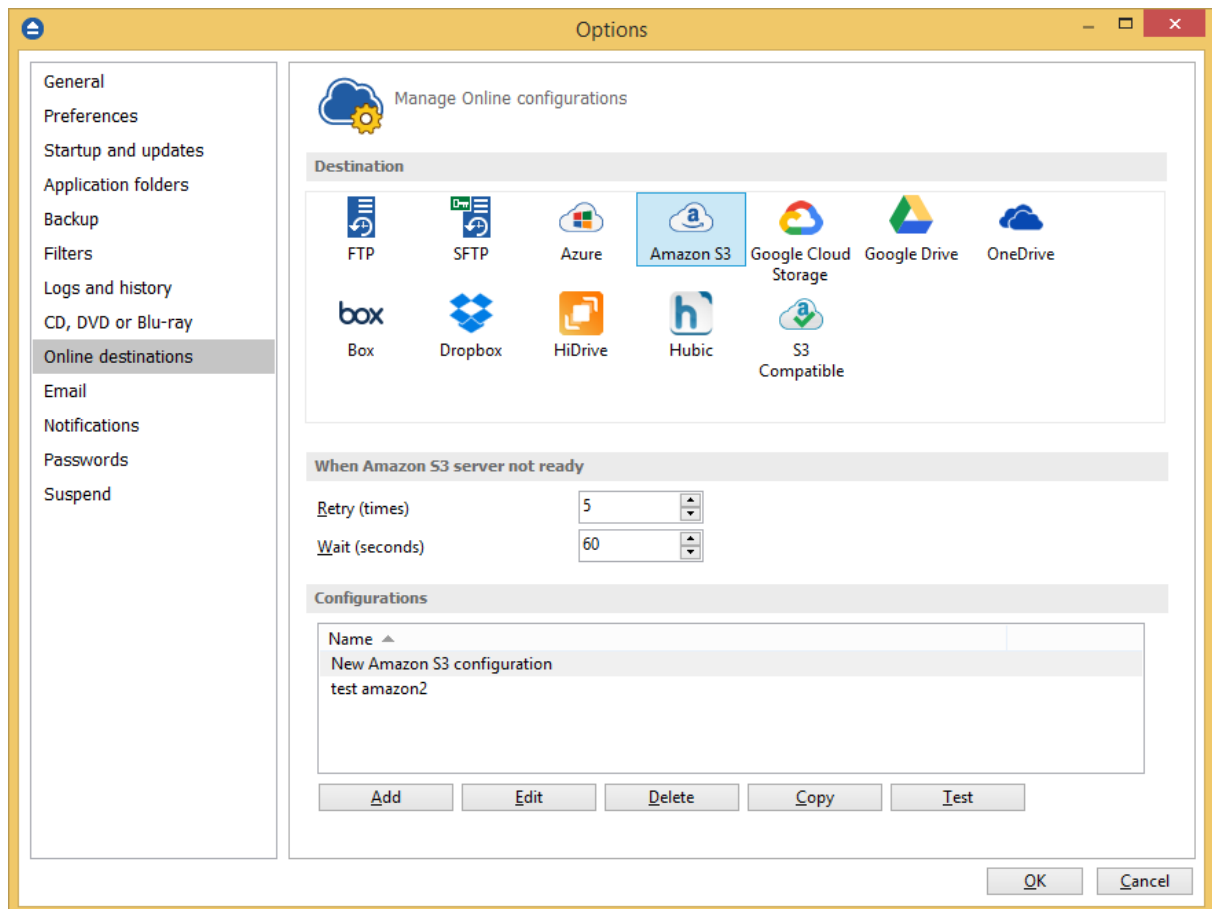 Options
General
Preferences
Startup and updates
Application folders
Backup
Filters
Logs and history
CD, DVD or Blu-ray
Online destinations
Email
Notifications
Passwords
Suspend
Manage Online configurations
Destination
FTP
SFTP
Azure
Amazon S3
Google Cloud
Storage
Google Drive
OneDrive
box
Box
Dropbox
HiDrive
h
Hubic
a
S3
Compatible
When Amazon S3 server not ready
Retry (times)
5
Wait (seconds)
60
Configurations
Name
New Amazon S3 configuration
test amazon2
Add
Edit
Delete
Copy
Test
OK
Cancel